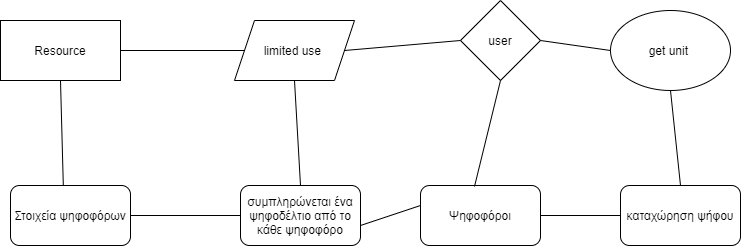 Resource
limited use
user
get unit
Στοιχεία ψηφοφόρων
συμπληρώνεται ένα
ψηφοδέλτιο από το
κάθε ψηφοφόρο
Ψηφοφόροι
καταχώρηση ψήφου